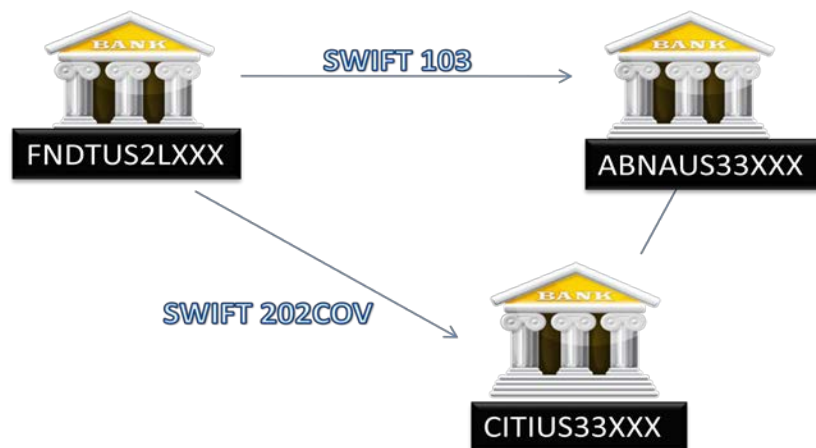 BANK
BANK
SWIFT 103
FNDTUS2LXXX
ABNAUS33XXX
BANK
SWIFT 202COV
CITIUS33XXX